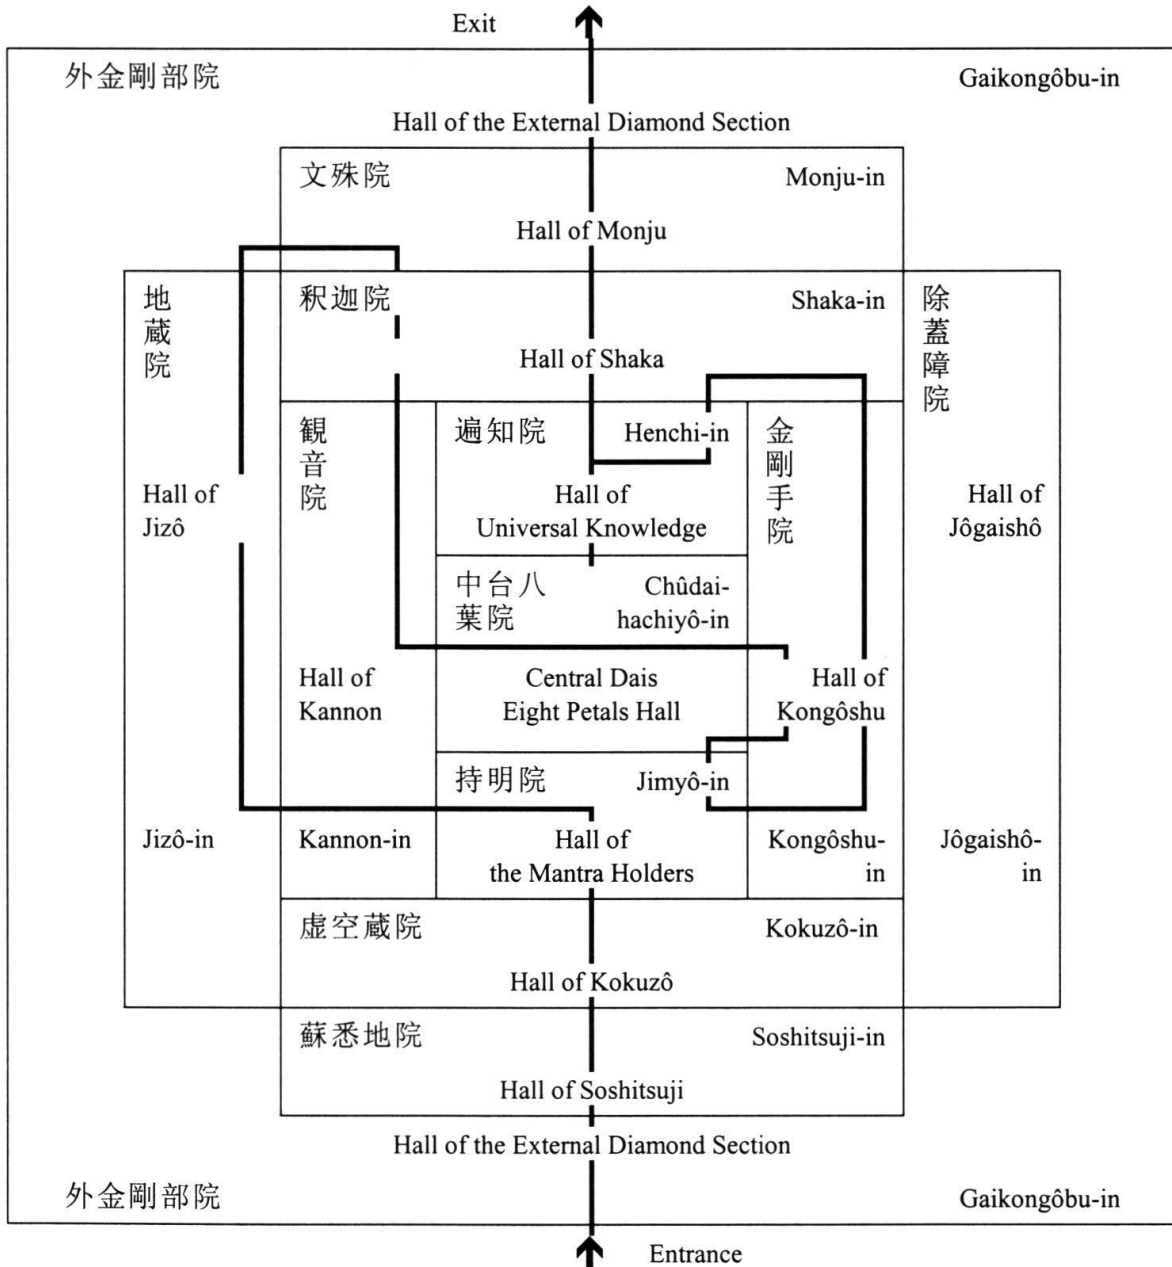 Exit
外金剛部院
Gaikongôbu-in
Hall of the External Diamond Section
文殊院
Monju-in
Hall of Monju
地蔵院
釈迦院
Shaka-in
除蓋障院
Hall of Shaka
観音院
遍知院
Henchi-in
金剛手院
Hall of
Jizô
Hall of
Universal Knowledge
Hall of
Jôgaishô
中台八
葉院
Chûdai-
hachiyô-in
Hall of
Kannon
Central Dais
Eight Petals Hall
Hall of
Kongôshu
持明院
Jimyô-in
Jizô-in
Kannon-in
Hall of
the Mantra Holders
Kongôshu-
in
Jôgaishô-
in
虚空蔵院
Kokuzô-in
Hall of Kokuzô
蘇悉地院
Soshitsuji-in
Hall of Soshitsuji
Hall of the External Diamond Section
外金剛部院
Gaikongôbu-in
Entrance